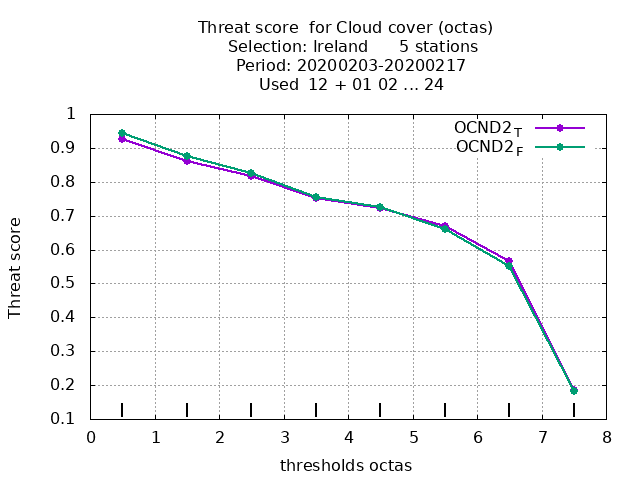 Threat score  for Cloud cover (octas)
Selection: Ireland      5 stations
Period: 20200203-20200217
Used  12 + 01 02 ... 24
OCND2T
OCND2F
1
0.9
0.8
0.7
0.6
0.5
0.4
0.3
0.2
0.1
Threat score
0 1 2 3 4 5 6 7 8
thresholds octas